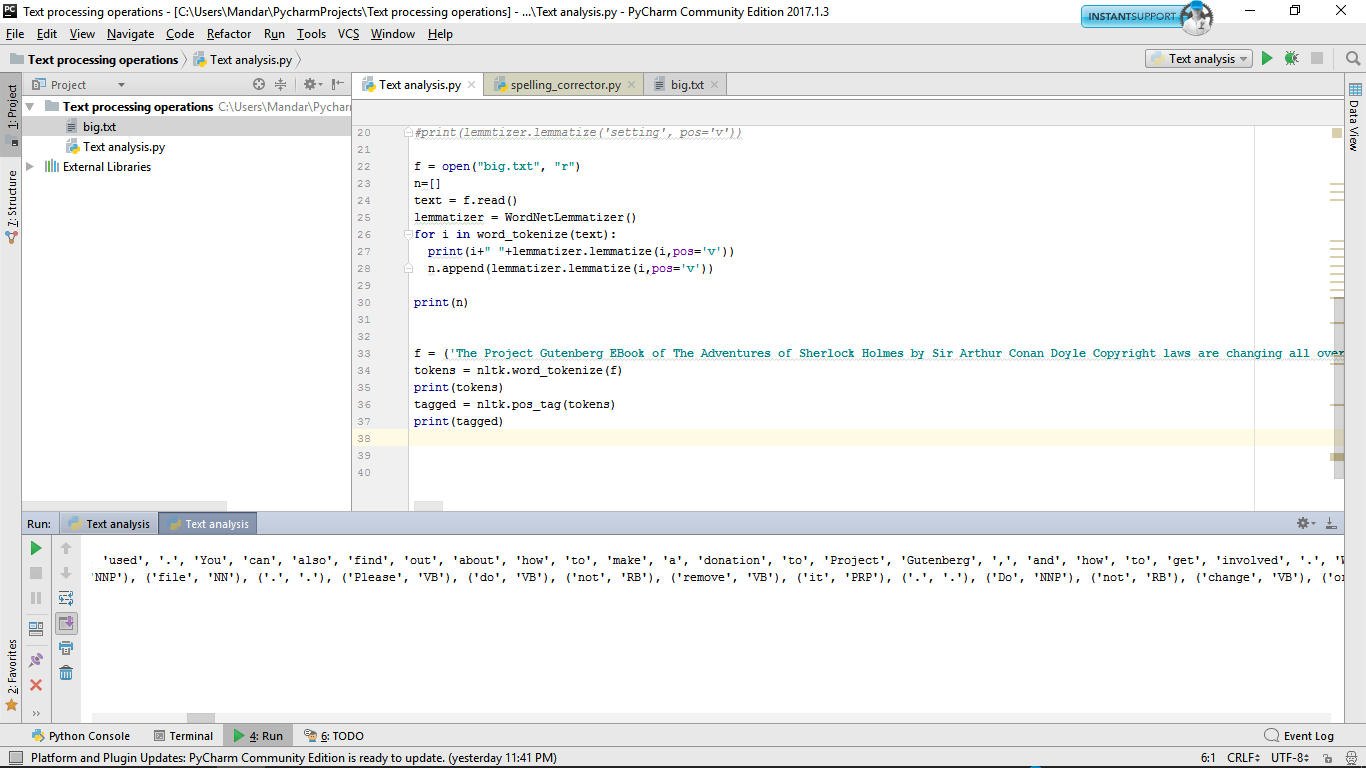 Text processing operations - [C:\Users\Mandar\PycharmProjects\Text processing operations] - ...\Text analysis.py - PyCharm Community Edition 2017.1.3
INSTANTSUPPORT
File Edit View Navigate Code Refactor Run Tools VCS Window Help
Text processing operations Text analysis.py
Text analysis
Project
Text analysis.py spelling_corrector.py big.txt
1: Project
7: Structure
2: Favorites
Data View
Text processing operations C:\Users\Mandar\Pycharm
big.txt
Text analysis.py
External Libraries
20 #print(lemmtizer.lemmatize('setting', pos='v'))
21
22 f = open("big.txt", "r")
23 n=[]
24 text = f.read()
25 lemmatizer = WordNetLemmatizer()
26 for i in word_tokenize(text):
27 print(i+" "+lemmatizer.lemmatize(i,pos='v'))
28 n.append(lemmatizer.lemmatize(i,pos='v'))
29
30 print(n)
31
32
33 f = ('The Project Gutenberg EBook of The Adventures of Sherlock Holmes by Sir Arthur Conan Doyle Copyright laws are changing all over
34 tokens = nltk.word_tokenize(f)
35 print(tokens)
36 tagged = nltk.pos_tag(tokens)
37 print(tagged)
38
39
40
Run: Text analysis Text analysis
'used', '.', 'You', 'can', 'also', 'find', 'out', 'about', 'how', 'to', 'make', 'a', 'donation', 'to', 'Project', 'Gutenberg', ',', 'and', 'how', 'to', 'get', 'involved', '.',
'NNP'), ('file', 'NN'), ('.', '.'), ('Please', 'VB'), ('do', 'VB'), ('not', 'RB'), ('remove', 'VB'), ('it', 'PRP'), ('.', '.'), ('Do', 'NNP'), ('not', 'RB'), ('change', 'VB'),
Python Console Terminal 4: Run 6: TODO Event Log
Platform and Plugin Updates: PyCharm Community Edition is ready to update. (yesterday 11:41 PM) 6:1 CRLF UTF-8